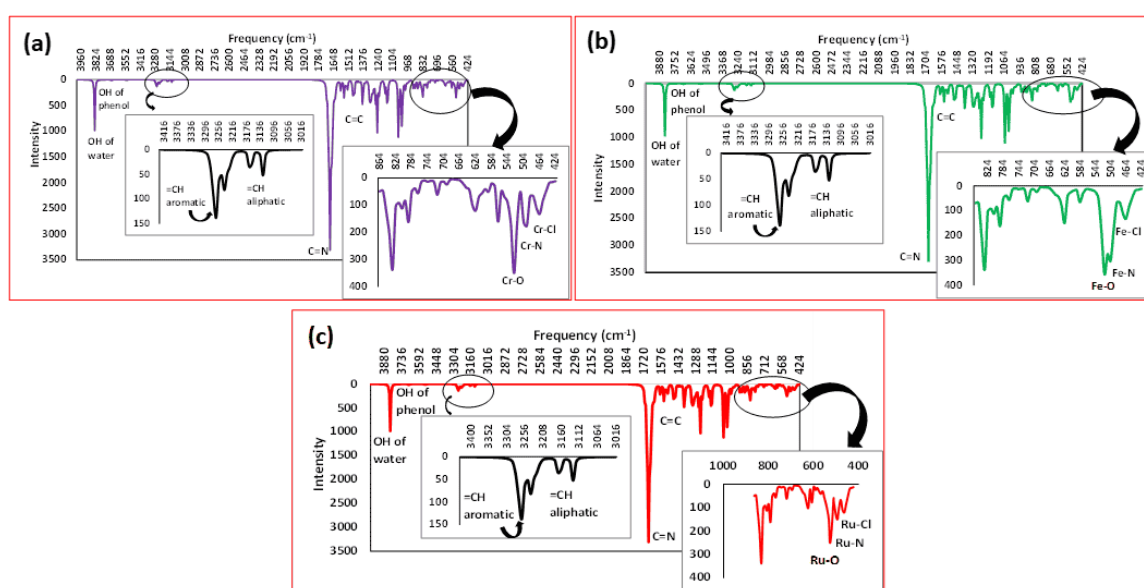 (a)
Frequency (cm-1)
3960 3824 3688 3552 3416 3280 3144 3008 2872 2736 2600 2464 2328 2192 2056 1920 1784 1648 1512 1376 1240 1104 968 832 696 560 424
Intensity
0
500
1000
1500
2000
2500
3000
3500
OH of phenol
OH of water
C=C
C≡N
3416 3376 3336 3296 3256 3216 3176 3136 3096 3056 3016
0
50
100
150
=CH aromatic
=CH aliphatic
864 824 784 744 704 664 624 584 544 504 464 424
0
100
200
300
400
Cr-Cl
Cr-N
Cr-O
(b)
Frequency (cm-1)
3880 3752 3624 3496 3368 3240 3112 2984 2856 2728 2600 2472 2344 2216 2088 1960 1832 1704 1576 1448 1320 1192 1064 936 808 680 552 424
Intensity
0
500
1000
1500
2000
2500
3000
3500
OH of phenol
OH of water
C=C
C=N
3416 3376 3336 3296 3256 3216 3176 3136 3096 3056 3016
0
50
100
150
=CH aromatic
=CH aliphatic
824 784 744 704 664 624 584 544 504 464 424
0
100
200
300
400
Fe-Cl
Fe-N
Fe-O
(c)
Frequency (cm-1)
3880 3736 3592 3448 3304 3160 3016 2872 2728 2584 2440 2296 2152 2008 1864 1720 1576 1432 1288 1144 1000 856 712 568 424
Intensity
0
500
1000
1500
2000
2500
3000
3500
OH of phenol
OH of water
C=C
C=N
3400 3352 3304 3256 3208 3160 3112 3064 3016
0
50
100
150
=CH aromatic
=CH aliphatic
1000 800 600 400
0
100
200
300
400
Ru-Cl
Ru-N
Ru-O